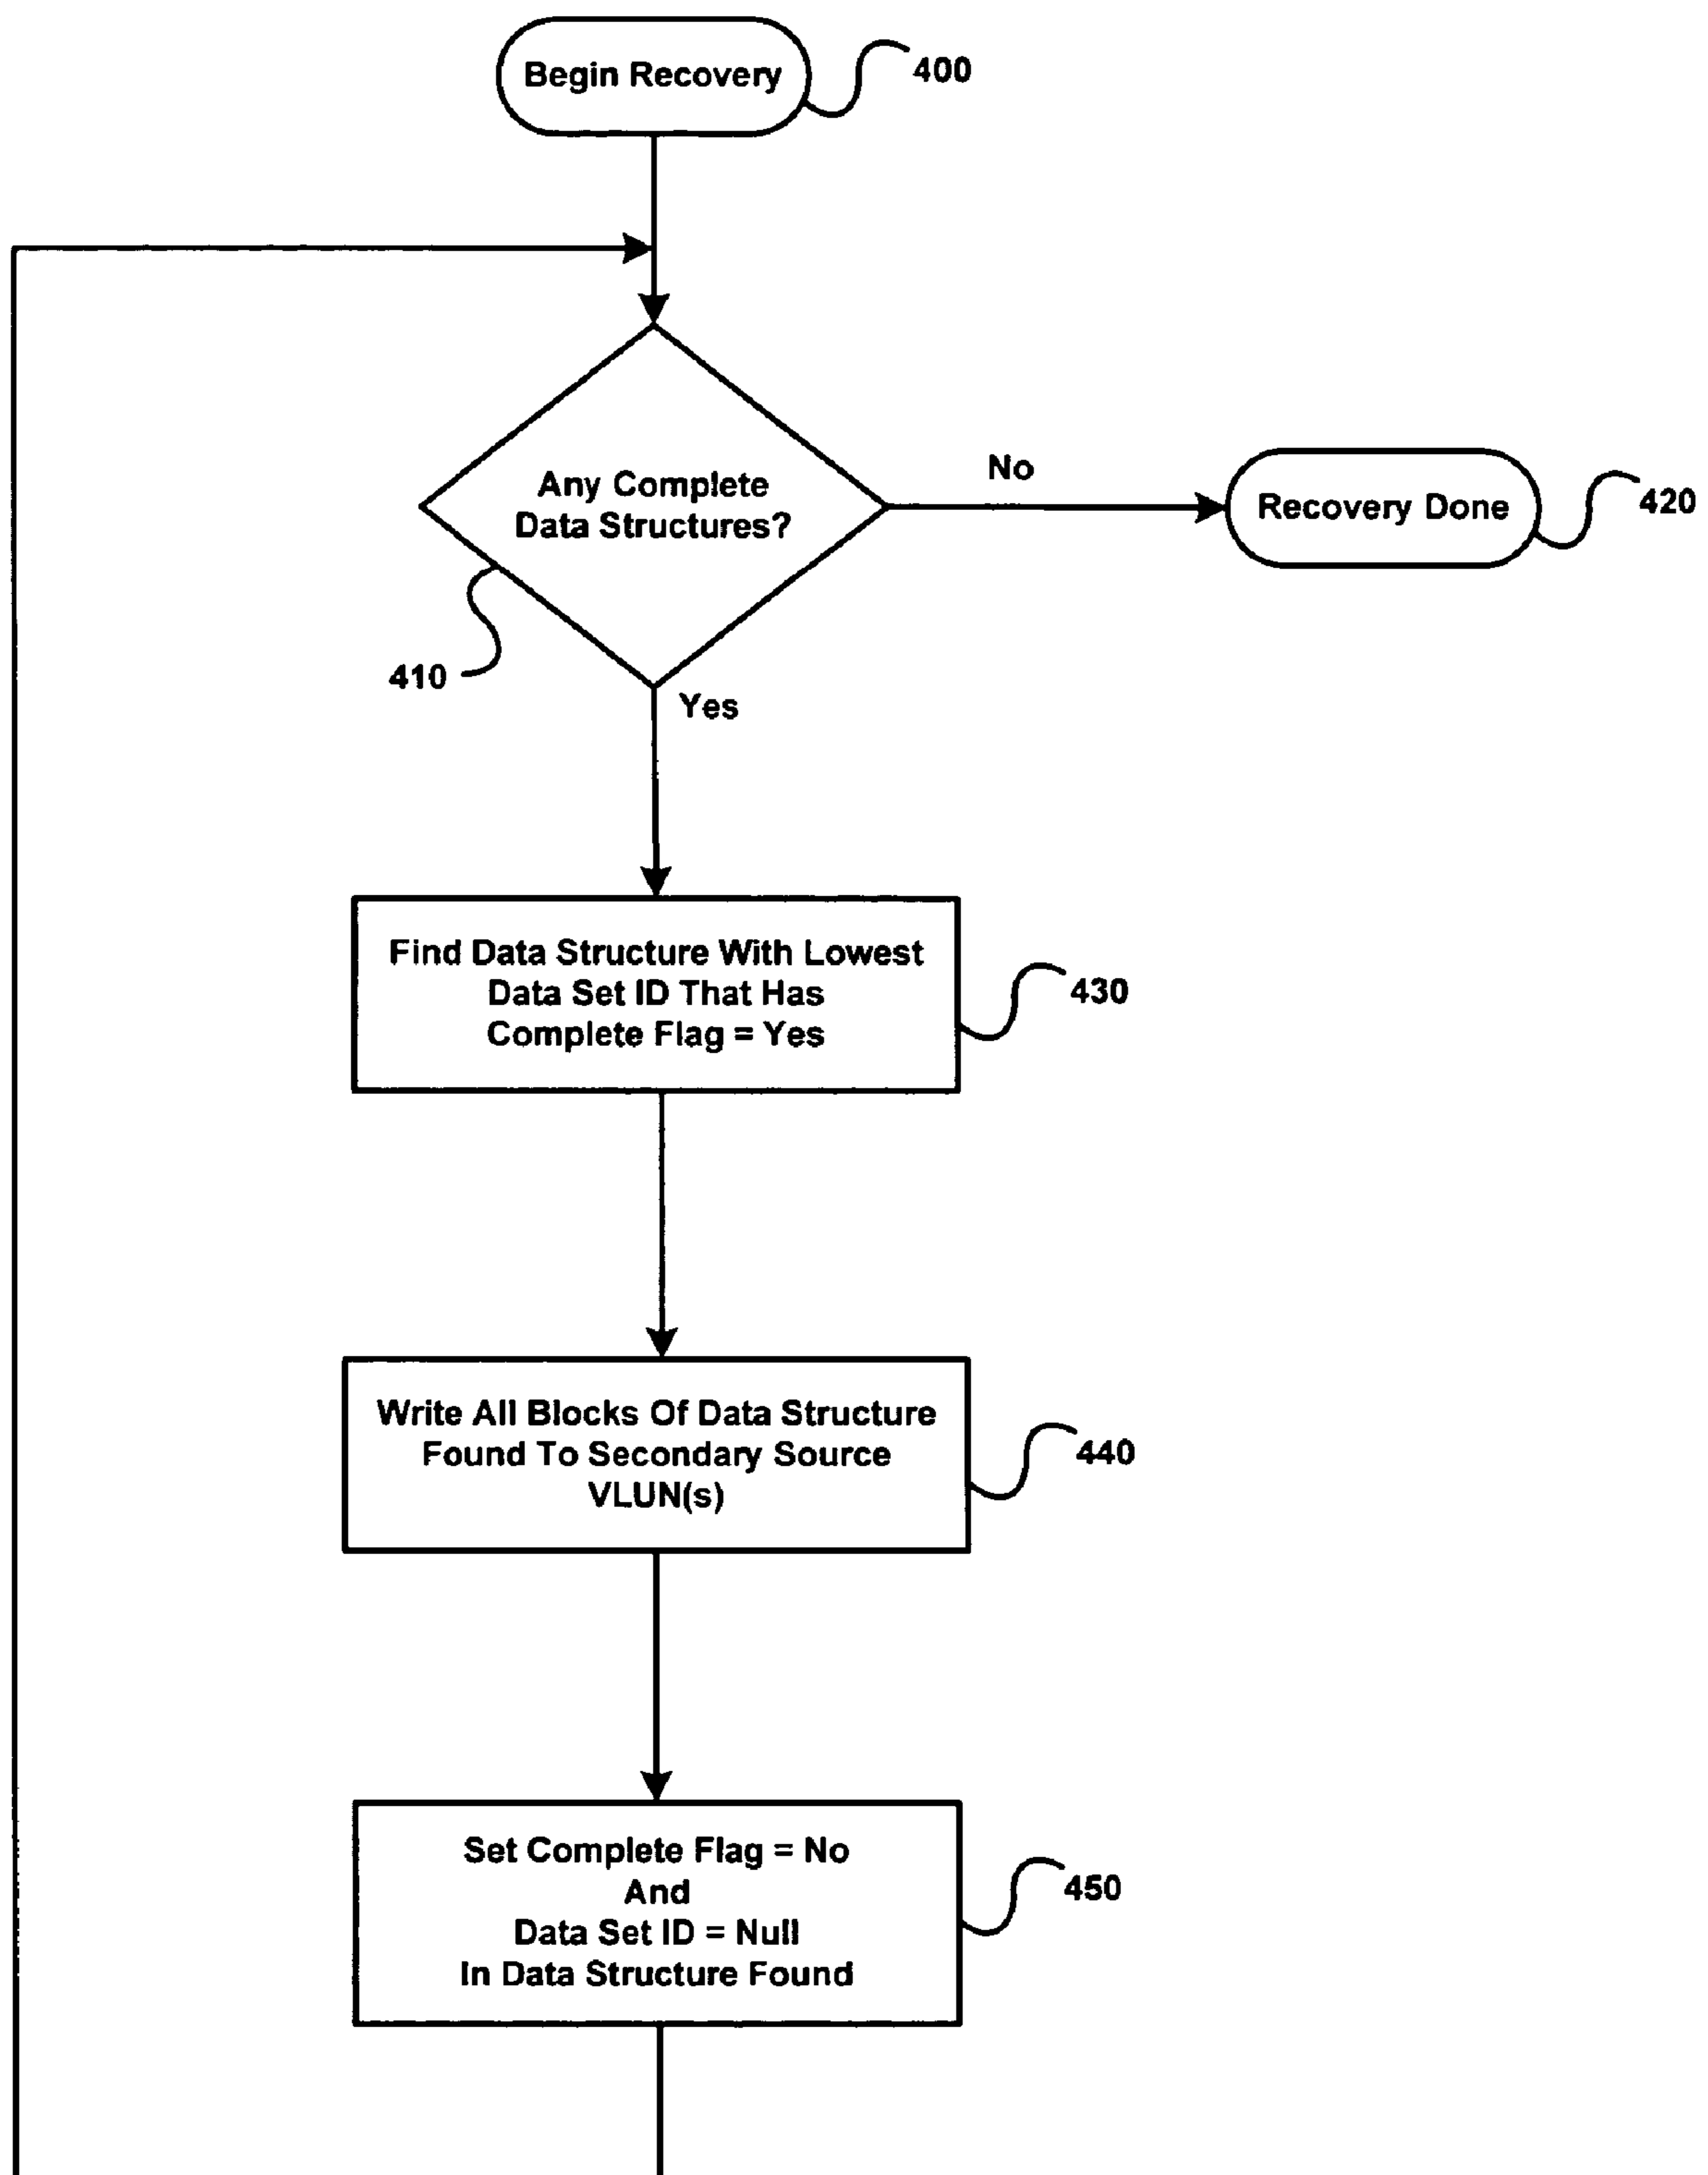 Begin Recovery
400
Any Complete
Data Structures?
No
Recovery Done
420
410
Yes
Find Data Structure With Lowest
Data Set ID That Has
Complete Flag = Yes
430
Write All Blocks Of Data Structure
Found To Secondary Source
VLUN(s)
440
Set Complete Flag = No
And
Data Set ID = Null
In Data Structure Found
450